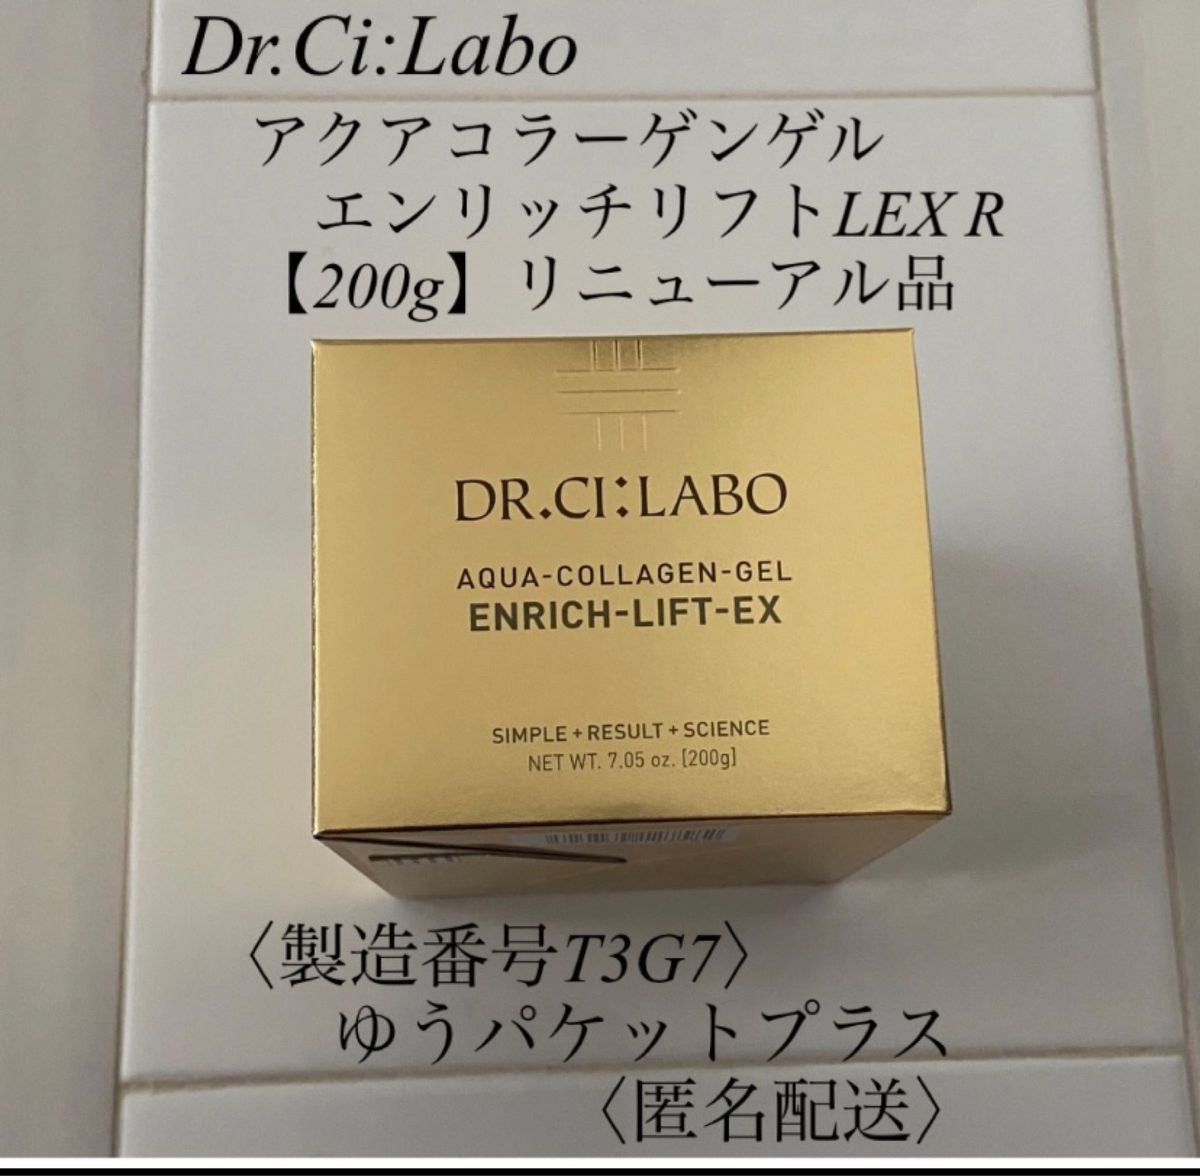 Dr.Ci:Labo
アクアコラーゲンゲル
エンリッチリフトLEX R
【200g】リニューアル品
DR.CI:LABO
AQUA-COLLAGEN-GEL
ENRICH-LIFT-EX
SIMPLE+RESULT+SCIENCE
NET WT. 7.05 oz. [200g]
〈製造番号T3G7〉
ゆうパケットプラス
〈匿名配送〉